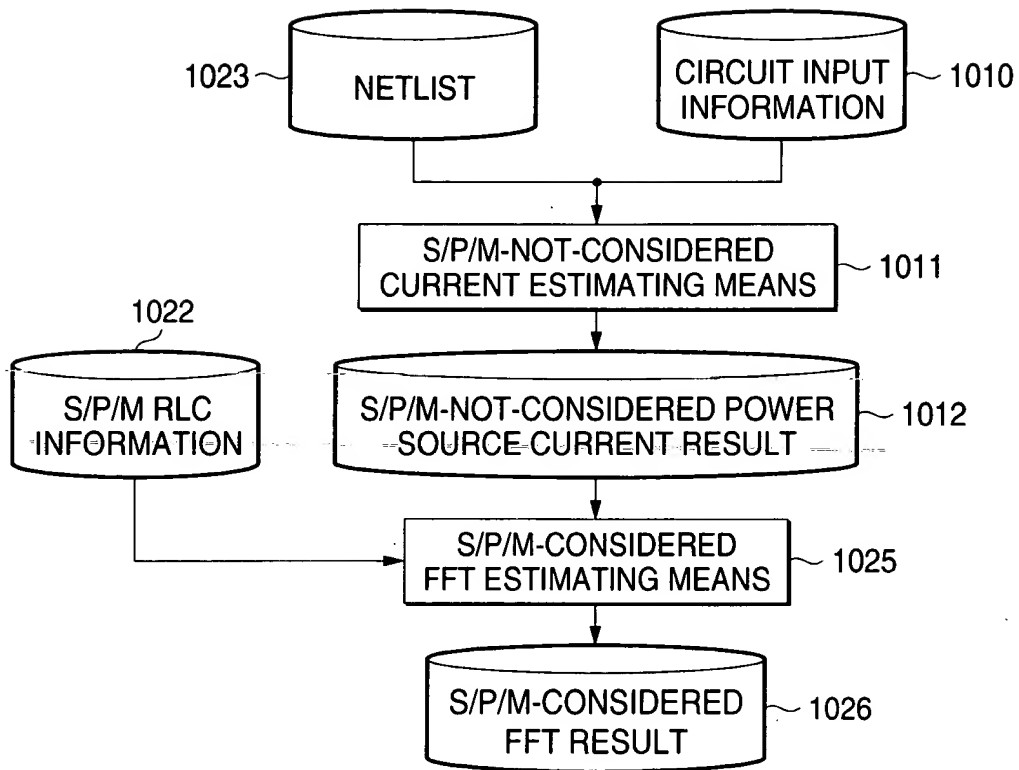 1023
NETLIST
CIRCUIT INPUT
INFORMATION
1010
S/P/M-NOT-CONSIDERED
CURRENT ESTIMATING MEANS
1011
1022
S/P/M RLC
INFORMATION
S/P/M-NOT-CONSIDERED POWER
SOURCE CURRENT RESULT
1012
S/P/M-CONSIDERED
FFT ESTIMATING MEANS
1025
S/P/M-CONSIDERED
FFT RESULT
1026